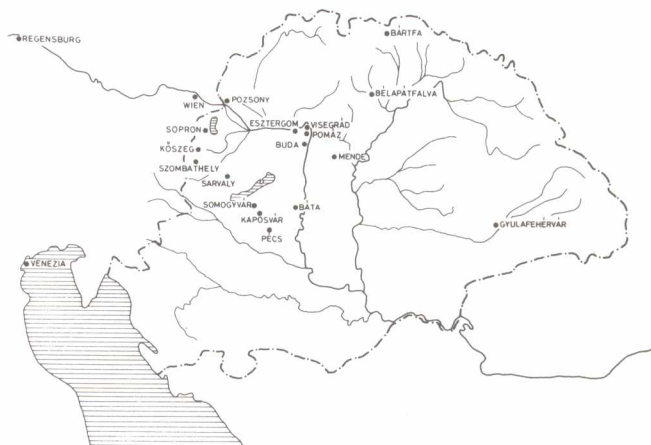 REGENSBURG
BÁRTFA
BÉLAPÁTFALVA
WIEN
POZSONY
ESZTERGOM
VISEGRÁD
SOPRON
POMÁZ
BUDA
KŐSZEG
MENDE
SZOMBATHELY
SARVALY
SOMOGYVÁR
BÁTA
KAPOSVÁR
GYULAFEHÉRVÁR
PÉCS
VENEZIA